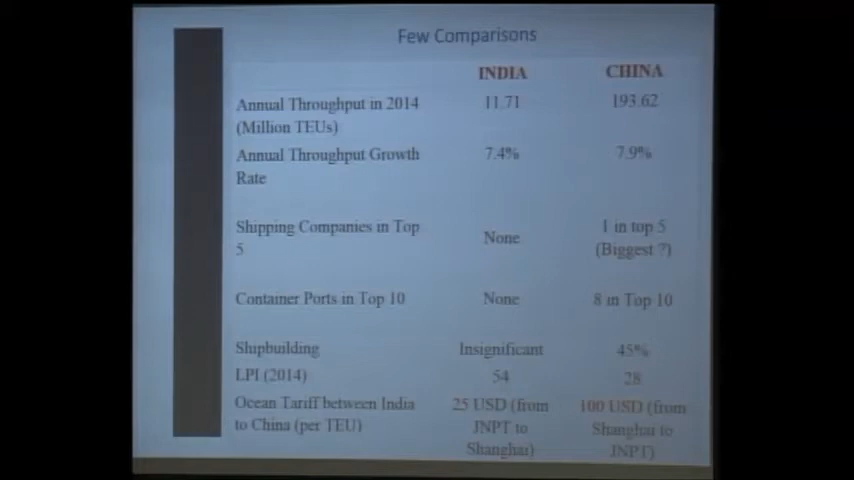 Few Comparisons
INDIA CHINA
Annual Throughput in 2014 11.71 193.62
(Million TEUs)
Annual Throughput Growth 7.4% 7.9%
Rate
Shipping Companies in Top 1 in top 5
5 None (Biggest ?)
Container Ports in Top 10 None 8 in Top 10
Shipbuilding Insignificant 45%
LPI (2014) 54 28
Ocean Tariff between India 25 USD (from 100 USD (from
to China (per TEU) JNPT to Shanghai to
Shanghai) JNPT)